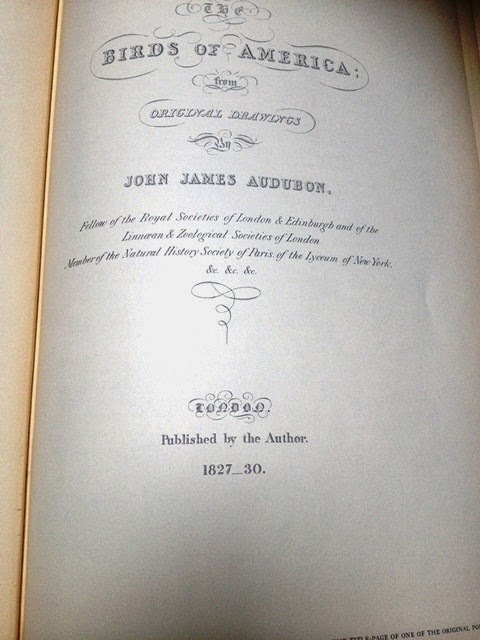 THE
BIRDS OF AMERICA:
from
ORIGINAL DRAWINGS
By
JOHN JAMES AUDUBON,
Fellow of the Royal Societies of London & Edinburgh and of the
Linnæan & Zoological Societies of London
Member of the Natural History Society of Paris, of the Lyceum of New York,
&c. &c. &c.
LONDON.
Published by the Author.
1827_30.
TITLE-PAGE OF ONE OF THE ORIGINAL